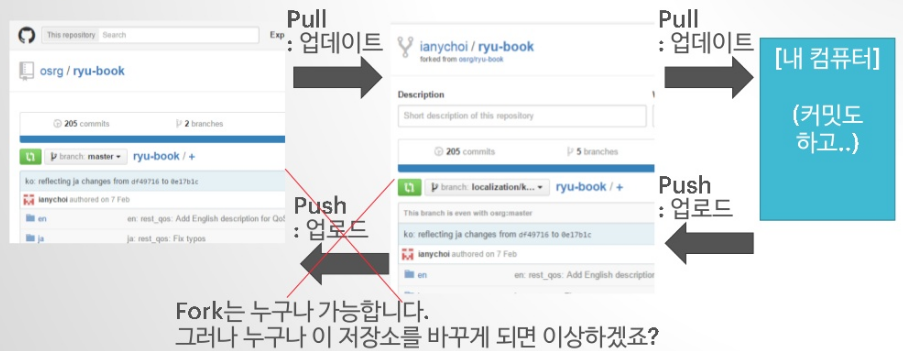 This repository Search Exp
osrg / ryu-book
205 commits 2 branches
branch: master ryu-book / +
ko: reflecting ja changes from df49716 to 0e17b1c
ianychoi authored on 7 Feb
en en: rest_qos: Add English description for QoS
ja ja: rest_qos: Fix typos
Pull
: 업데이트
Push
: 업로드
ianychoi / ryu-book
forked from osrg/ryu-book
Description
Short description of this repository
205 commits 5 branches
branch: localization/k... ryu-book / +
This branch is even with osrg:master
ko: reflecting ja changes from df49716 to 0e17b1c
ianychoi authored on 7 Feb
en en: rest_qos: Add English description
Pull
: 업데이트
Push
: 업로드
[내 컴퓨터]
(커밋도
하고..)
Fork는 누구나 가능합니다.
그러나 누구나 이 저장소를 바꾸게 되면 이상하겠죠?